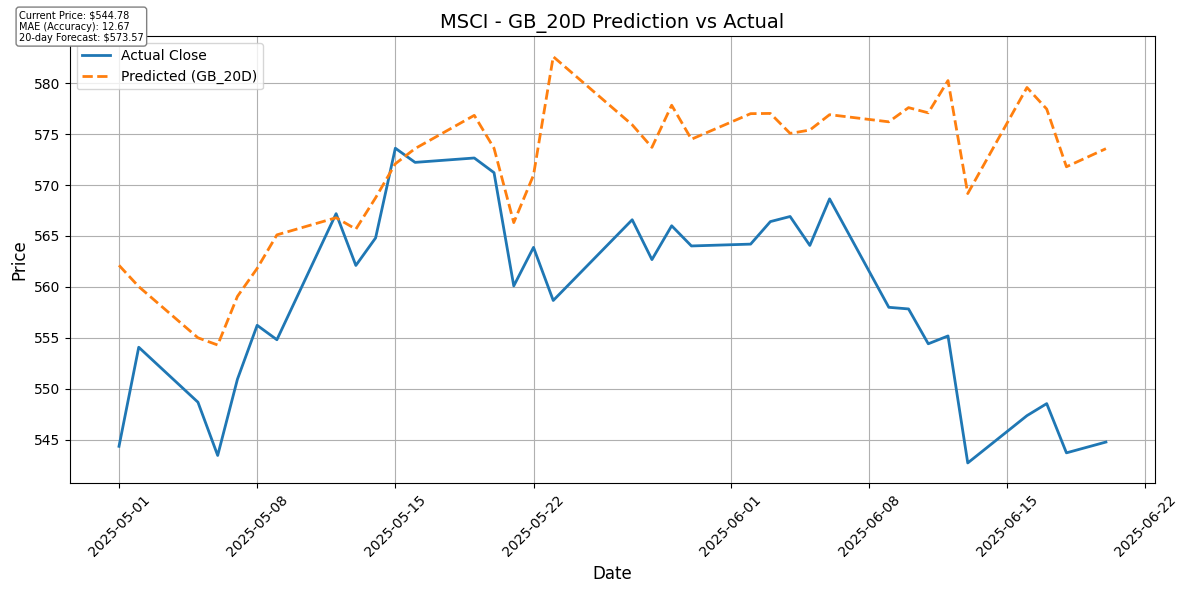 Current Price: $544.78
MAE (Accuracy): 12.67
20-day Forecast: $573.57
MSCI - GB_20D Prediction vs Actual
Actual Close
Predicted (GB_20D)
Price
580
575
570
565
560
555
550
545
2025-05-01
2025-05-08
2025-05-15
2025-05-22
2025-06-01
2025-06-08
2025-06-15
2025-06-22
Date